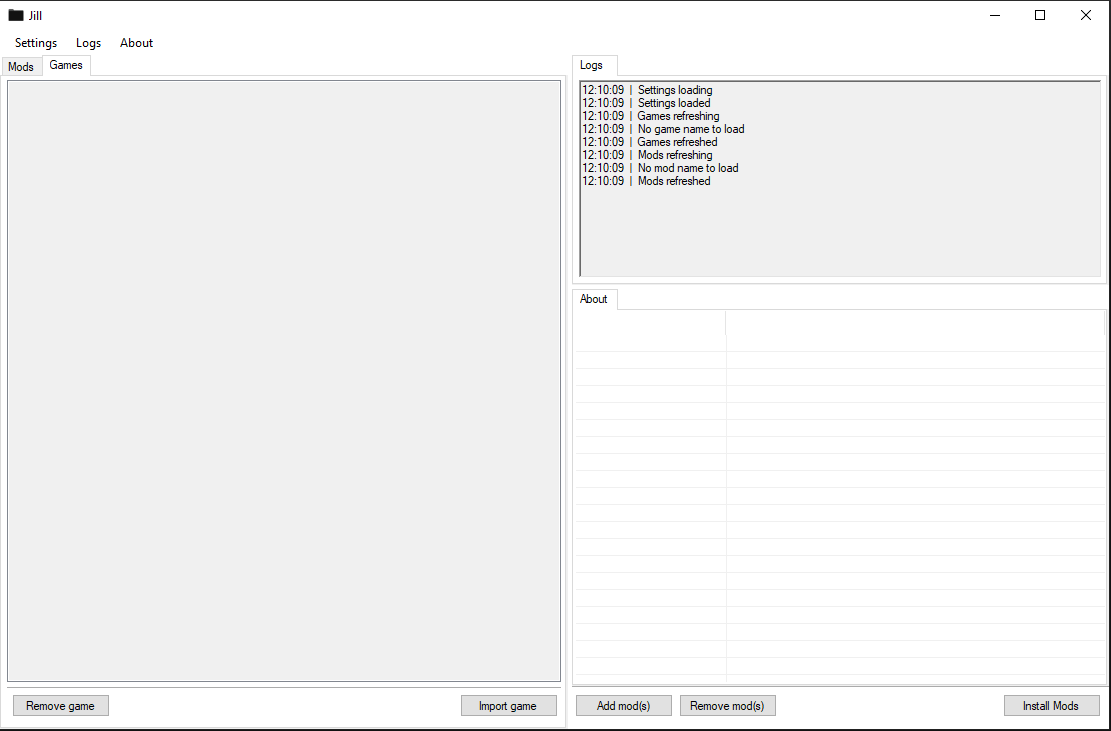 Jill
Settings Logs About
Mods Games
Logs
12:10:09 | Settings loading
12:10:09 | Settings loaded
12:10:09 | Games refreshing
12:10:09 | No game name to load
12:10:09 | Games refreshed
12:10:09 | Mods refreshing
12:10:09 | No mod name to load
12:10:09 | Mods refreshed
About
Remove game
Import game
Add mod(s)
Remove mod(s)
Install Mods